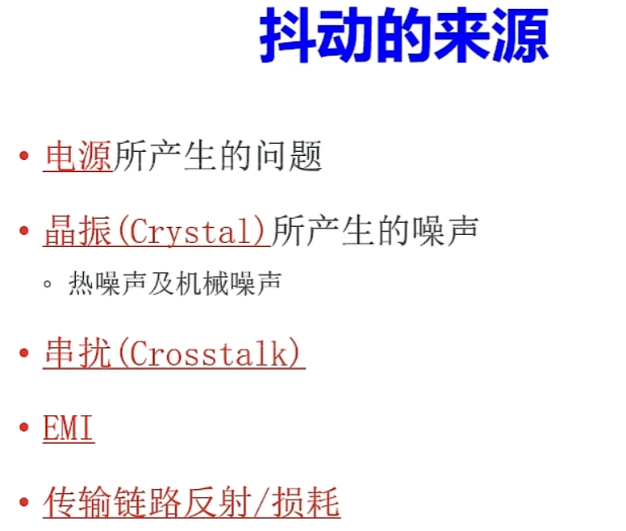 抖动的来源
• 电源所产生的问题
• 晶振(Crystal)所产生的噪声
◦ 热噪声及机械噪声
• 串扰(Crosstalk)
• EMI
• 传输链路反射/损耗